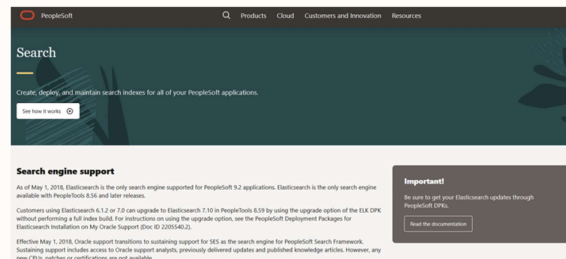 PeopleSoft
Products Cloud Customers and Innovation Resources
Search
Create, deploy, and maintain search indexes for all of your PeopleSoft applications.
See how it works
Search engine support
As of May 1, 2018, Elasticsearch is the only search engine supported for PeopleSoft 9.2 applications. Elasticsearch is the only search engine
available with PeopleTools 8.56 and later releases.
Customers using Elasticsearch 6.1.2 or 7.0 can upgrade to Elasticsearch 7.10 in PeopleTools 8.59 by using the upgrade option of the ELK DPK
without performing a full index build. For instructions on using the upgrade option, see the PeopleSoft Deployment Packages for
Elasticsearch Installation on My Oracle Support (Doc ID 2205540.2).
Effective May 1, 2018, Oracle support transitions to sustaining support for SES as the search engine for PeopleSoft Search Framework.
Sustaining support includes access to Oracle support analysts, previously delivered updates and published knowledge articles. However, any
new CPUs, patches or certifications are not available.
Important!
Be sure to get your Elasticsearch updates through
PeopleSoft DPKs.
Read the documentation